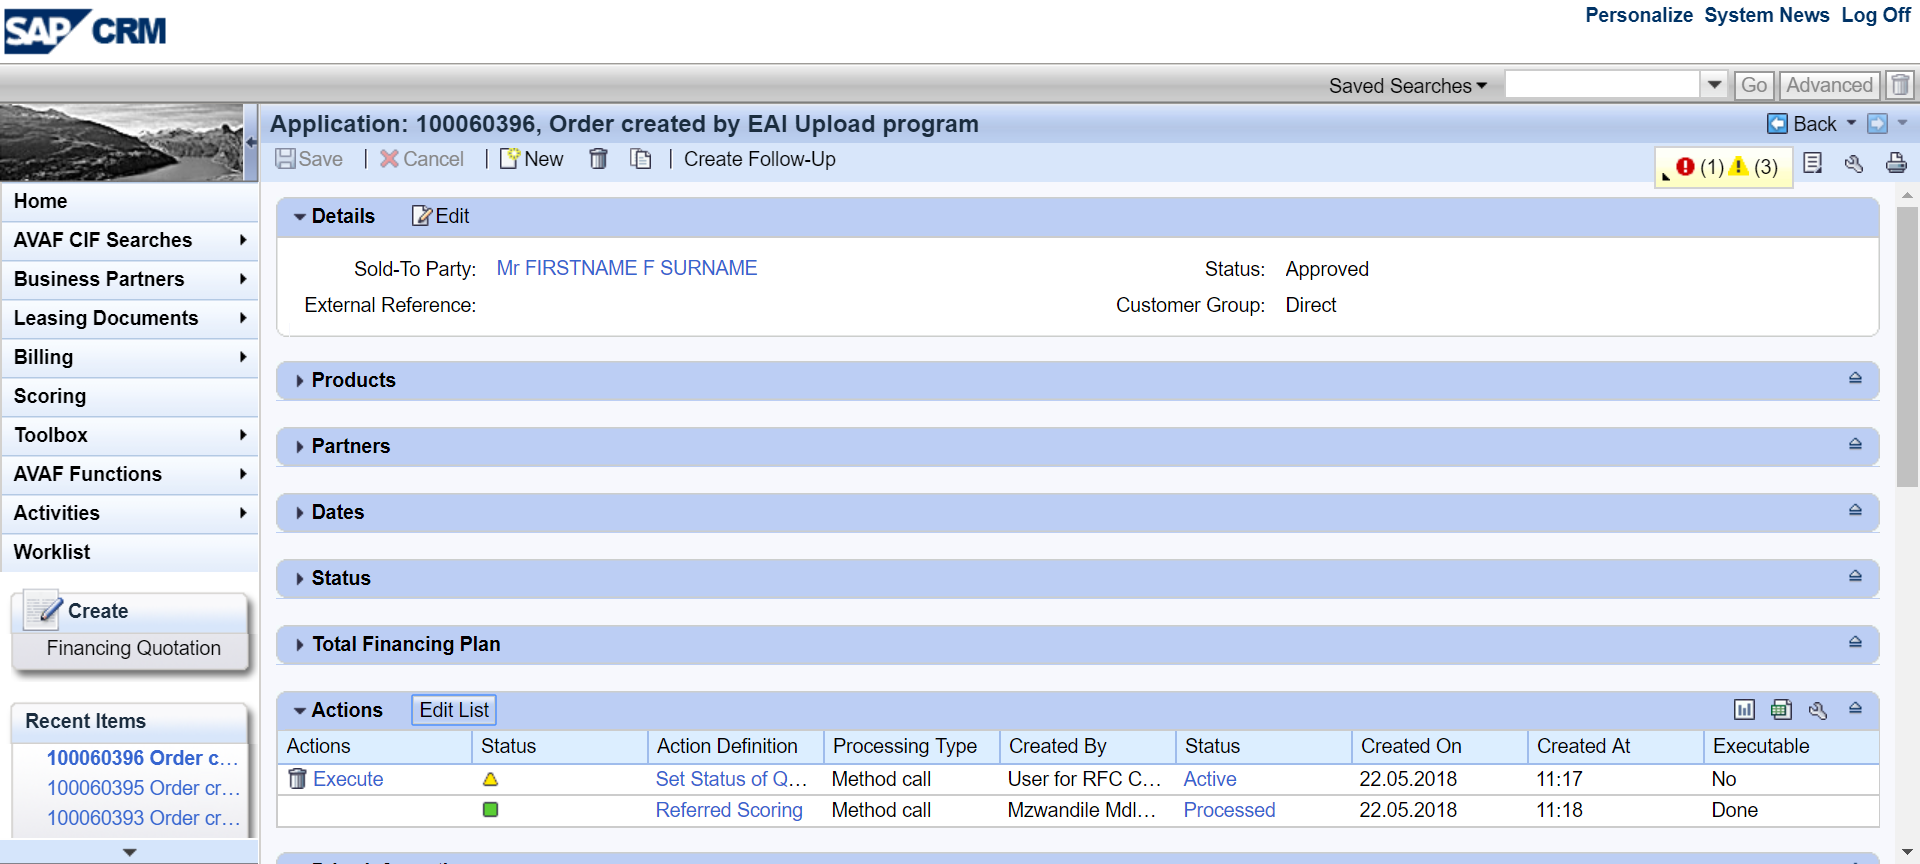 SAP CRM
Personalize System News Log Off
Saved Searches Go Advanced
Application: 100060396, Order created by EAI Upload program
Back
Save | Cancel | New | Create Follow-Up
(1) (3)
Home
AVAF CIF Searches
Business Partners
Leasing Documents
Billing
Scoring
Toolbox
AVAF Functions
Activities
Worklist
Create
Financing Quotation
Recent Items
100060396 Order c...
100060395 Order cr...
100060393 Order cr...
Details Edit
Sold-To Party: Mr FIRSTNAME F SURNAME
Status: Approved
External Reference:
Customer Group: Direct
Products
Partners
Dates
Status
Total Financing Plan
Actions Edit List
Actions Status Action Definition Processing Type Created By Status Created On Created At Executable
Execute Set Status of Q... Method call User for RFC C... Active 22.05.2018 11:17 No
Referred Scoring Method call Mzwandile Mdl... Processed 22.05.2018 11:18 Done